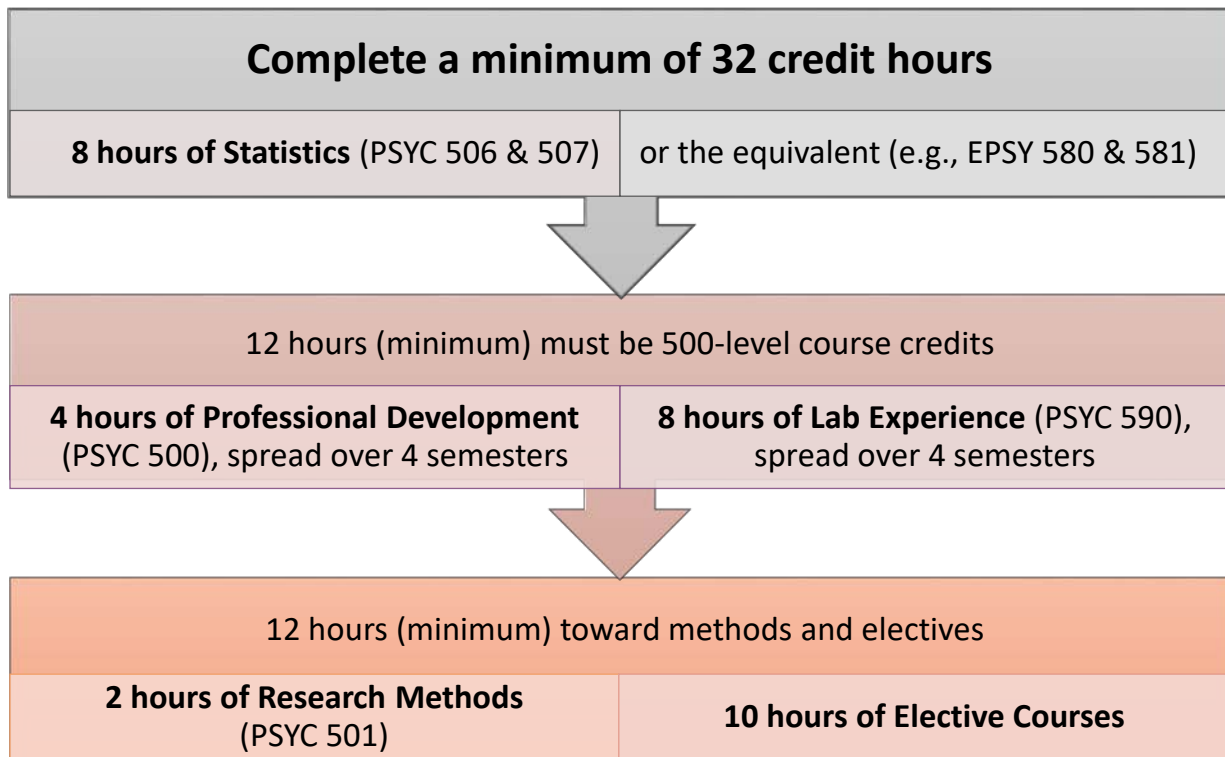 Complete a minimum of 32 credit hours
8 hours of Statistics (PSYC 506 & 507)
or the equivalent (e.g., EPSY 580 & 581)
12 hours (minimum) must be 500-level course credits
4 hours of Professional Development
(PSYC 500), spread over 4 semesters
8 hours of Lab Experience (PSYC 590),
spread over 4 semesters
12 hours (minimum) toward methods and electives
2 hours of Research Methods
(PSYC 501)
10 hours of Elective Courses